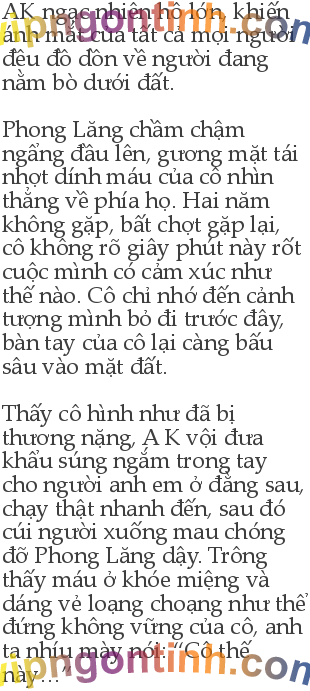 AK ngạc nhiên hô lớn, khiến
ánh mắt của tất cả mọi người
đều đồ dồn về người đang
nằm bò dưới đất.
Phong Lăng chầm chậm
ngẩng đầu lên, gương mặt tái
nhợt dính máu của cô nhìn
thẳng về phía họ. Hai năm
không gặp, bất chợt gặp lại,
cô không rõ giây phút này rốt
cuộc mình có cảm xúc như
thế nào. Cô chỉ nhớ đến cảnh
tượng mình bỏ đi trước đây,
bàn tay của cô lại càng bấu
sâu vào mặt đất.
Thấy cô hình như đã bị
thương nặng, A K vội đưa
khẩu súng ngắm trong tay
cho người anh em ở đằng sau,
chạy thật nhanh đến, sau đó
cúi người xuống mau chóng
đỡ Phong Lăng dậy. Trông
thấy máu ở khóe miệng và
dáng vẻ loạng choạng như thể
đứng không vững của cô, anh
ta nhíu mày nói: “Cô thế
này…”
vipngontinh.com
vipngontinh.com